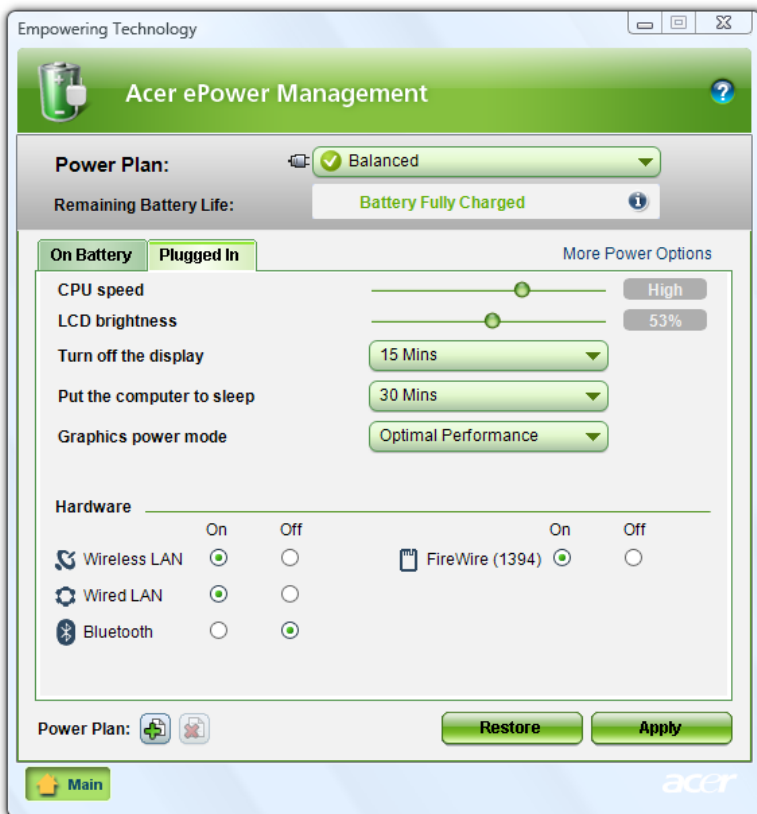 Empowering Technology
Acer ePower Management
?
Power Plan:
Balanced
Remaining Battery Life:
Battery Fully Charged
i
On Battery
Plugged In
More Power Options
CPU speed
High
LCD brightness
53%
Turn off the display
15 Mins
Put the computer to sleep
30 Mins
Graphics power mode
Optimal Performance
Hardware
On Off On Off
Wireless LAN
FireWire (1394)
Wired LAN
Bluetooth
Power Plan:
Restore
Apply
Main
acer